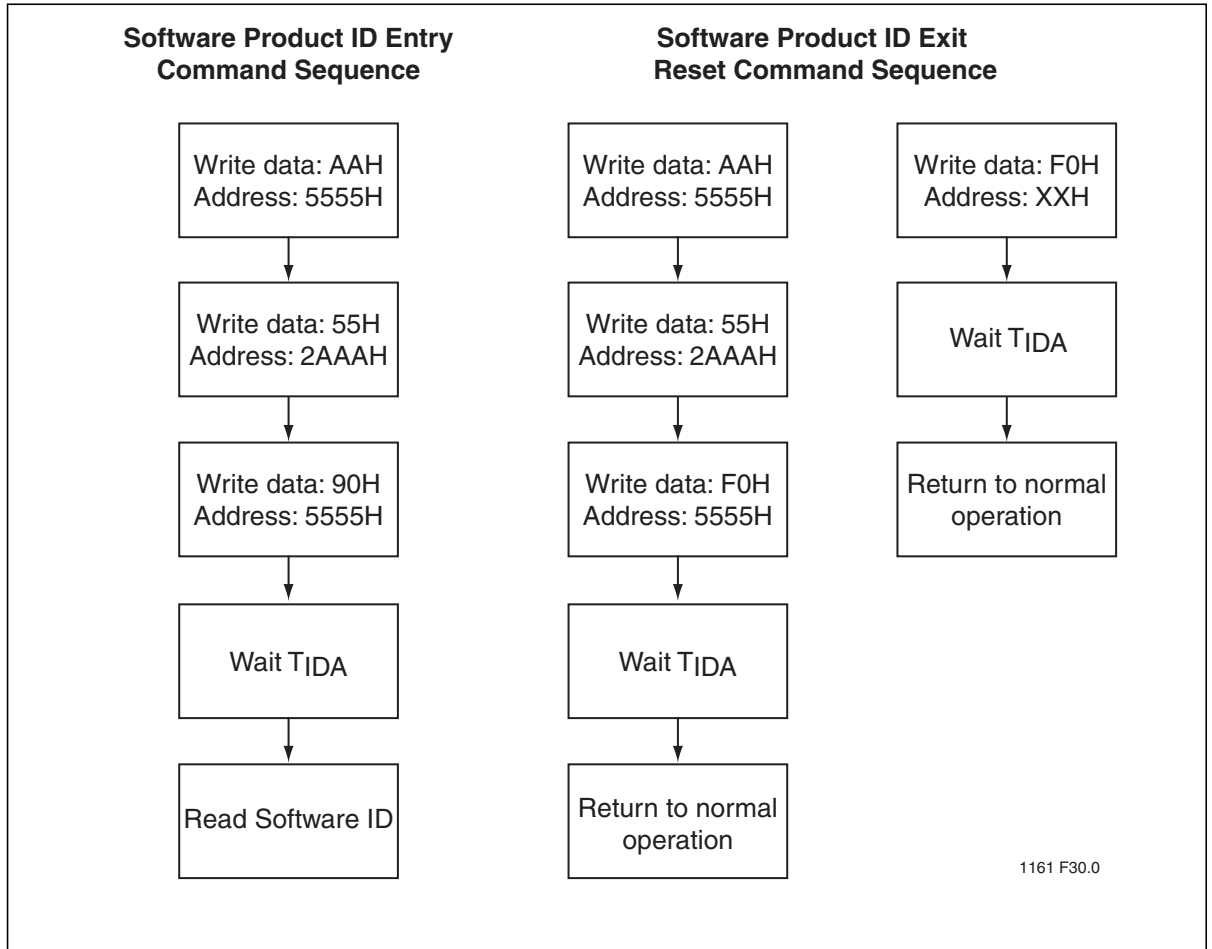 Software Product ID Entry
Command Sequence
Write data: AAH
Address: 5555H
Write data: 55H
Address: 2AAAH
Write data: 90H
Address: 5555H
Wait TIDA
Read Software ID
Software Product ID Exit
Reset Command Sequence
Write data: AAH
Address: 5555H
Write data: 55H
Address: 2AAAH
Write data: F0H
Address: 5555H
Wait TIDA
Return to normal
operation
Write data: F0H
Address: XXH
Wait TIDA
Return to normal
operation
1161 F30.0